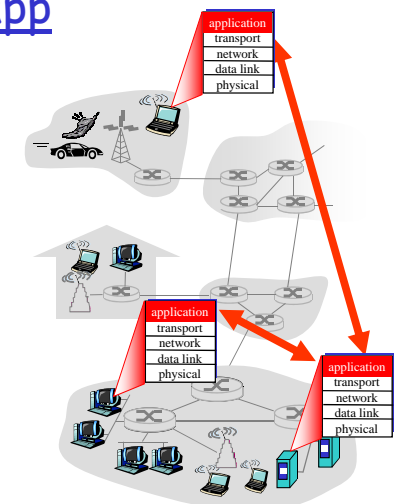 App
application
transport
network
data link
physical
application
transport
network
data link
physical
application
transport
network
data link
physical